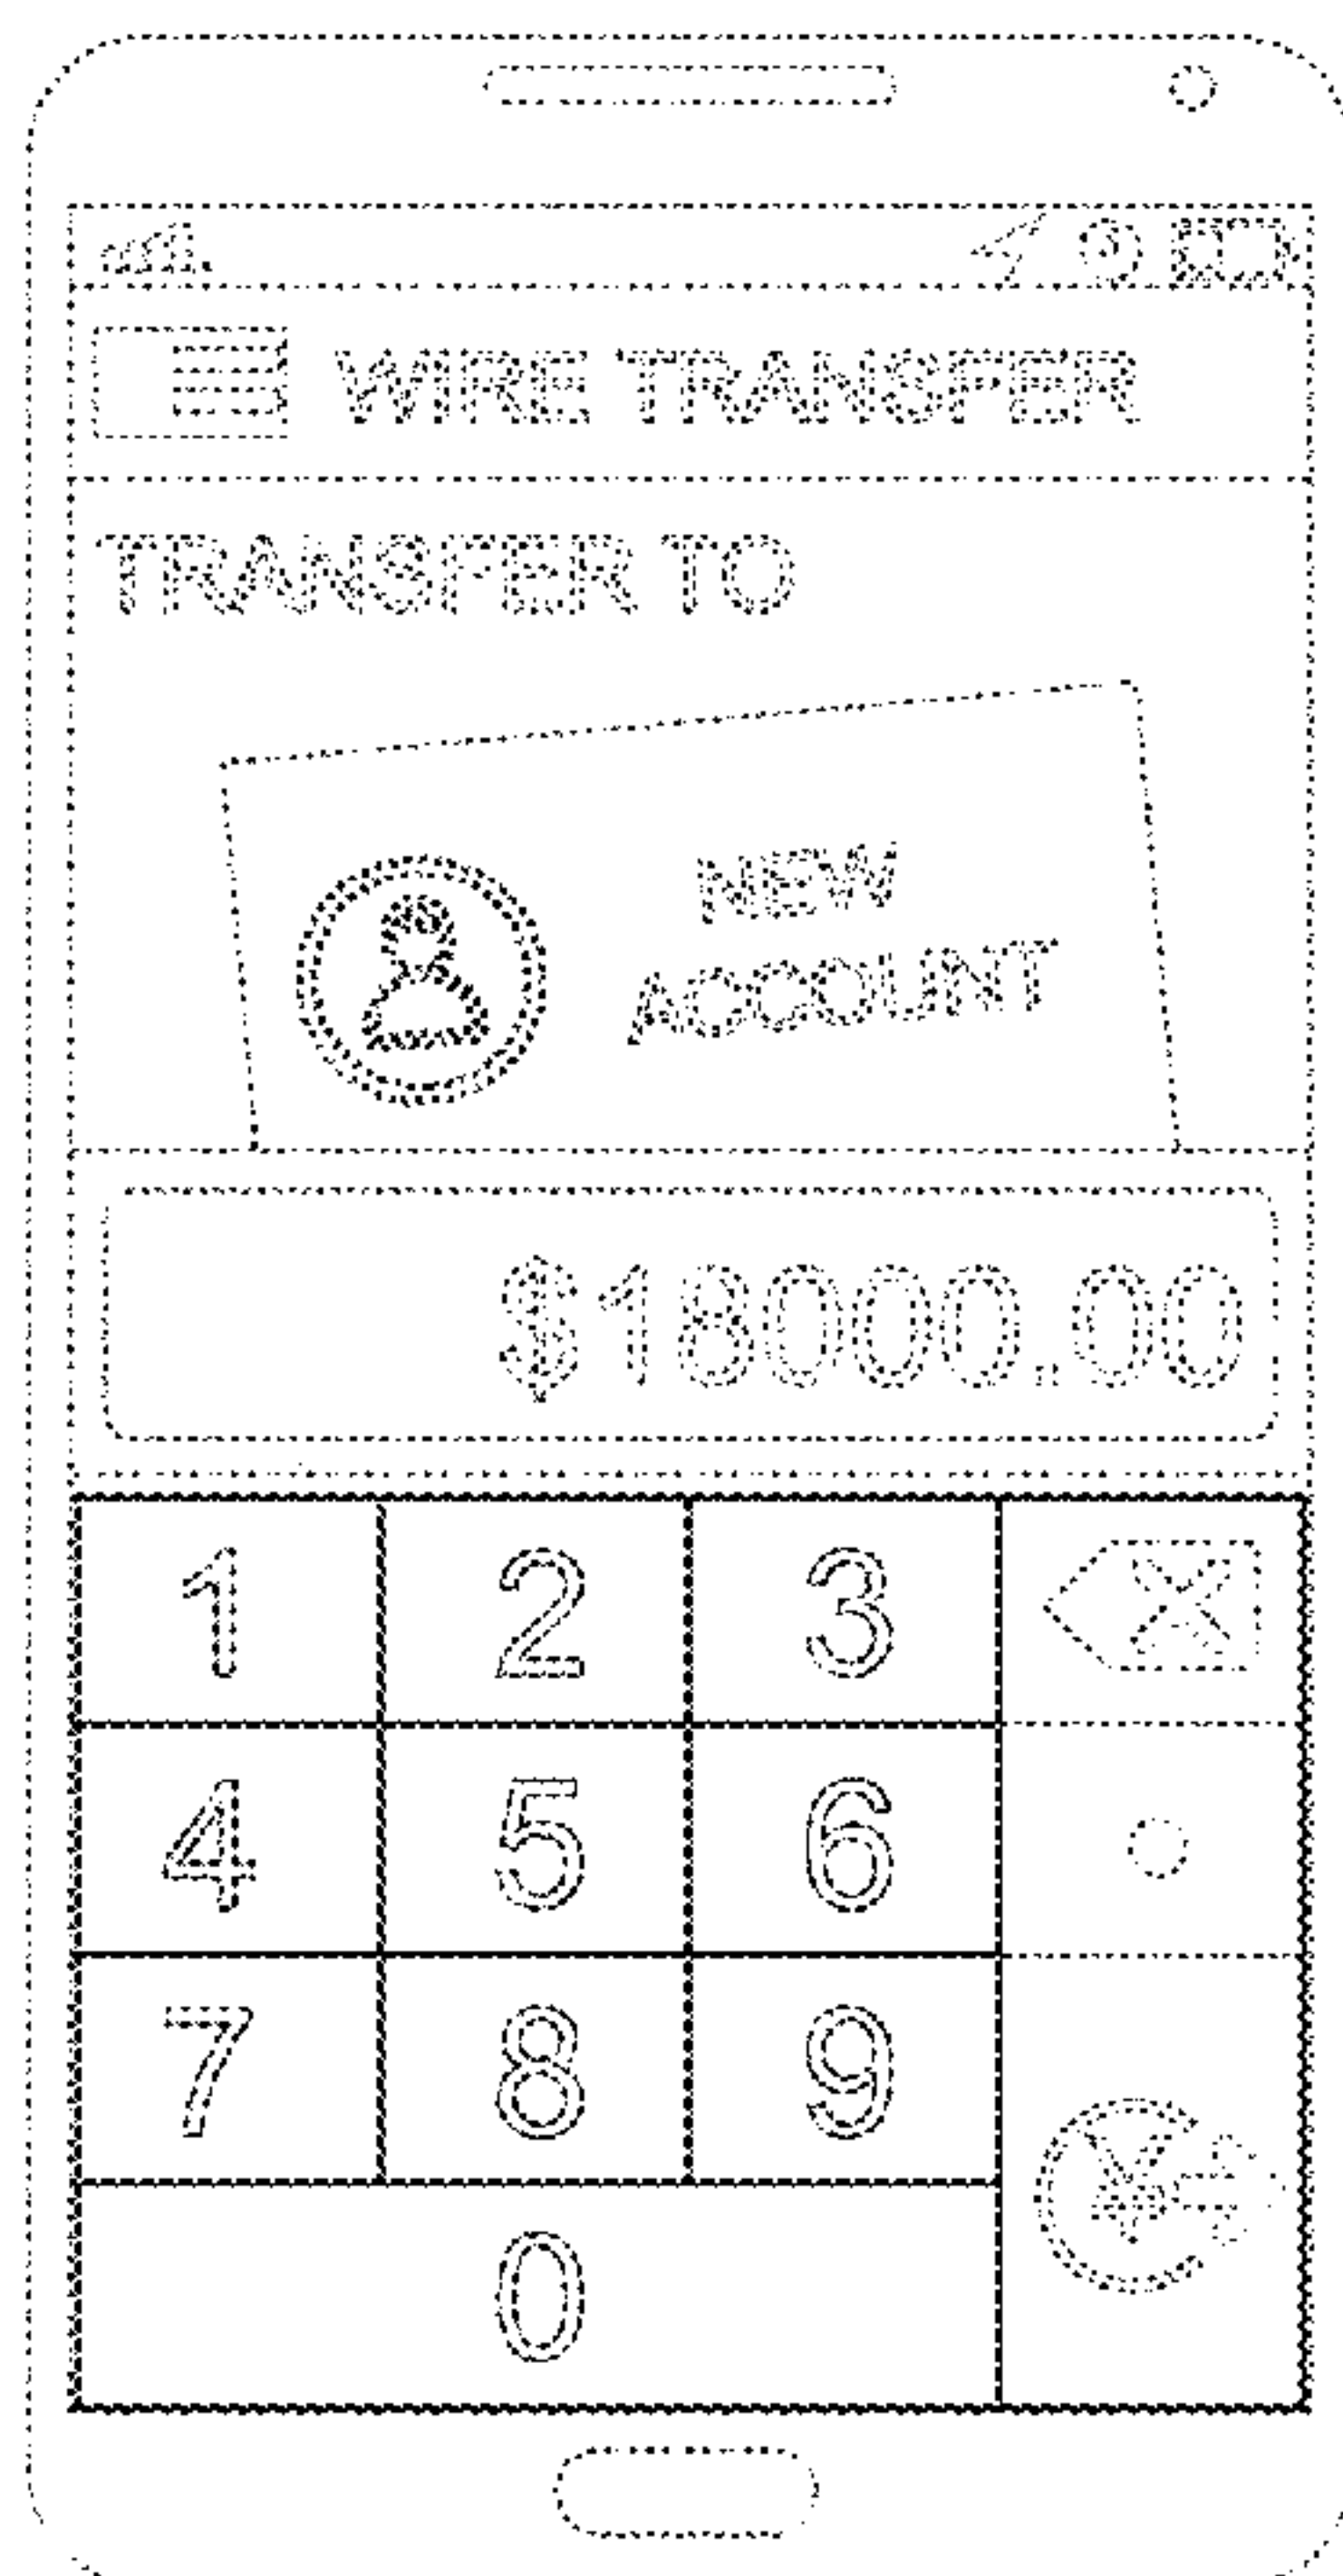 WIRE TRANSFER
TRANSFER TO
NEW
ACCOUNT
$18000.00
1 2 3
4 5 6
7 8 9
0